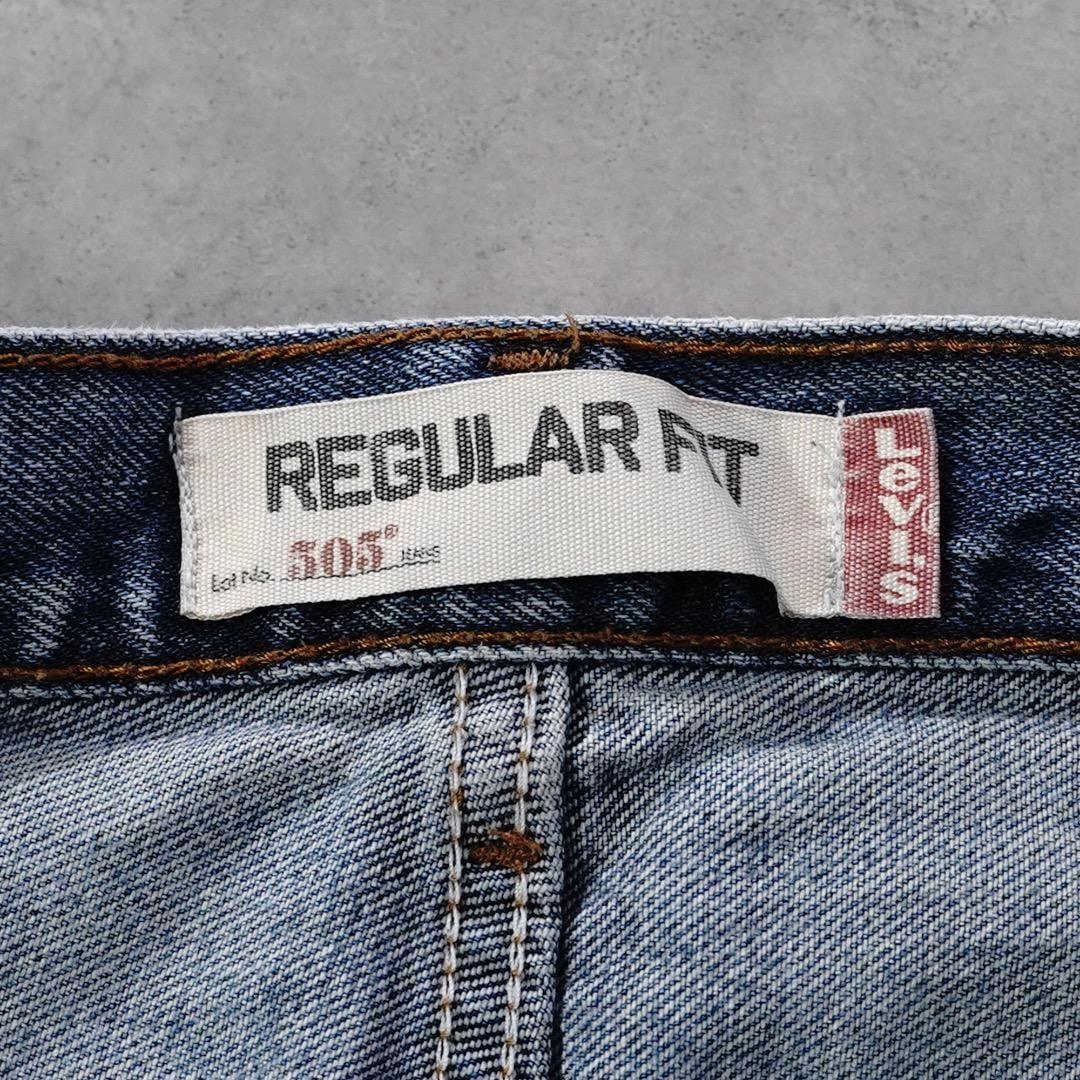 REGULAR FIT
Lot No. 505® JEANS
Levi's